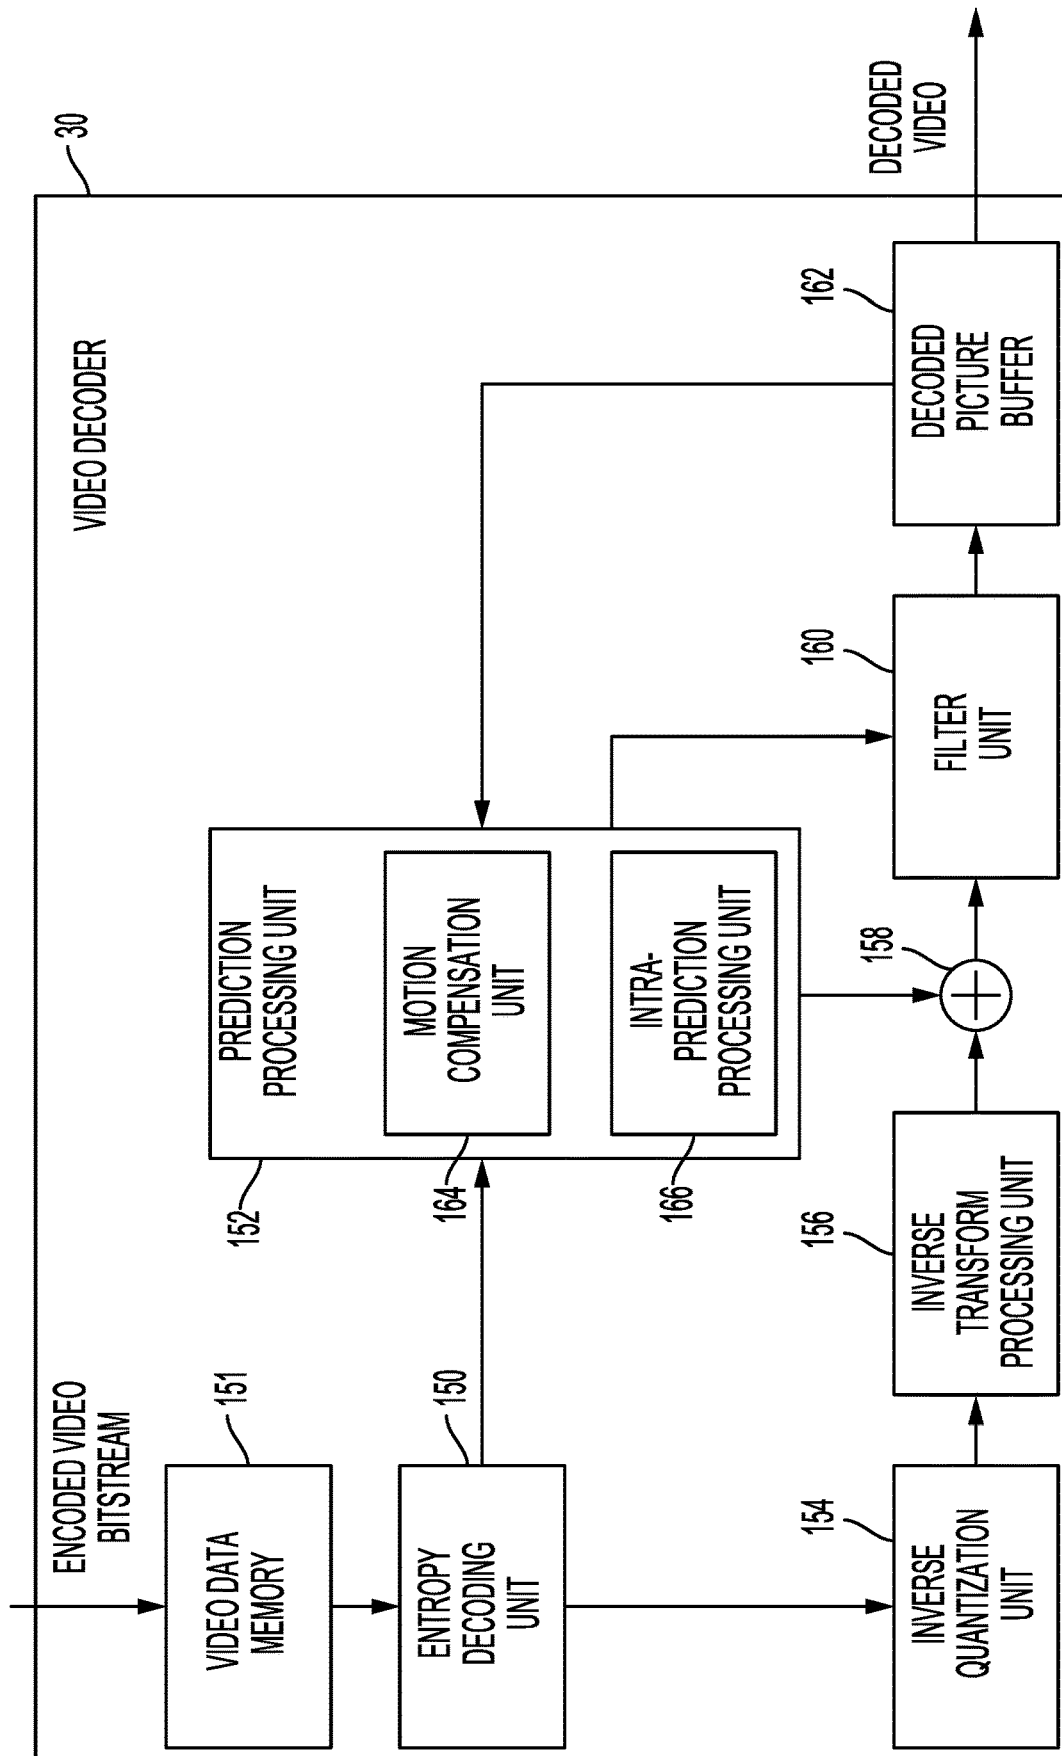 ENCODED VIDEO
BITSTREAM
VIDEO DECODER
30
VIDEO DATA
MEMORY
151
ENTROPY
DECODING
UNIT
150
PREDICTION
PROCESSING UNIT
152
MOTION
COMPENSATION
UNIT
164
INTRA-
PREDICTION
PROCESSING UNIT
166
INVERSE
QUANTIZATION
UNIT
154
INVERSE
TRANSFORM
PROCESSING UNIT
156
158
FILTER
UNIT
160
DECODED
PICTURE
BUFFER
162
DECODED
VIDEO